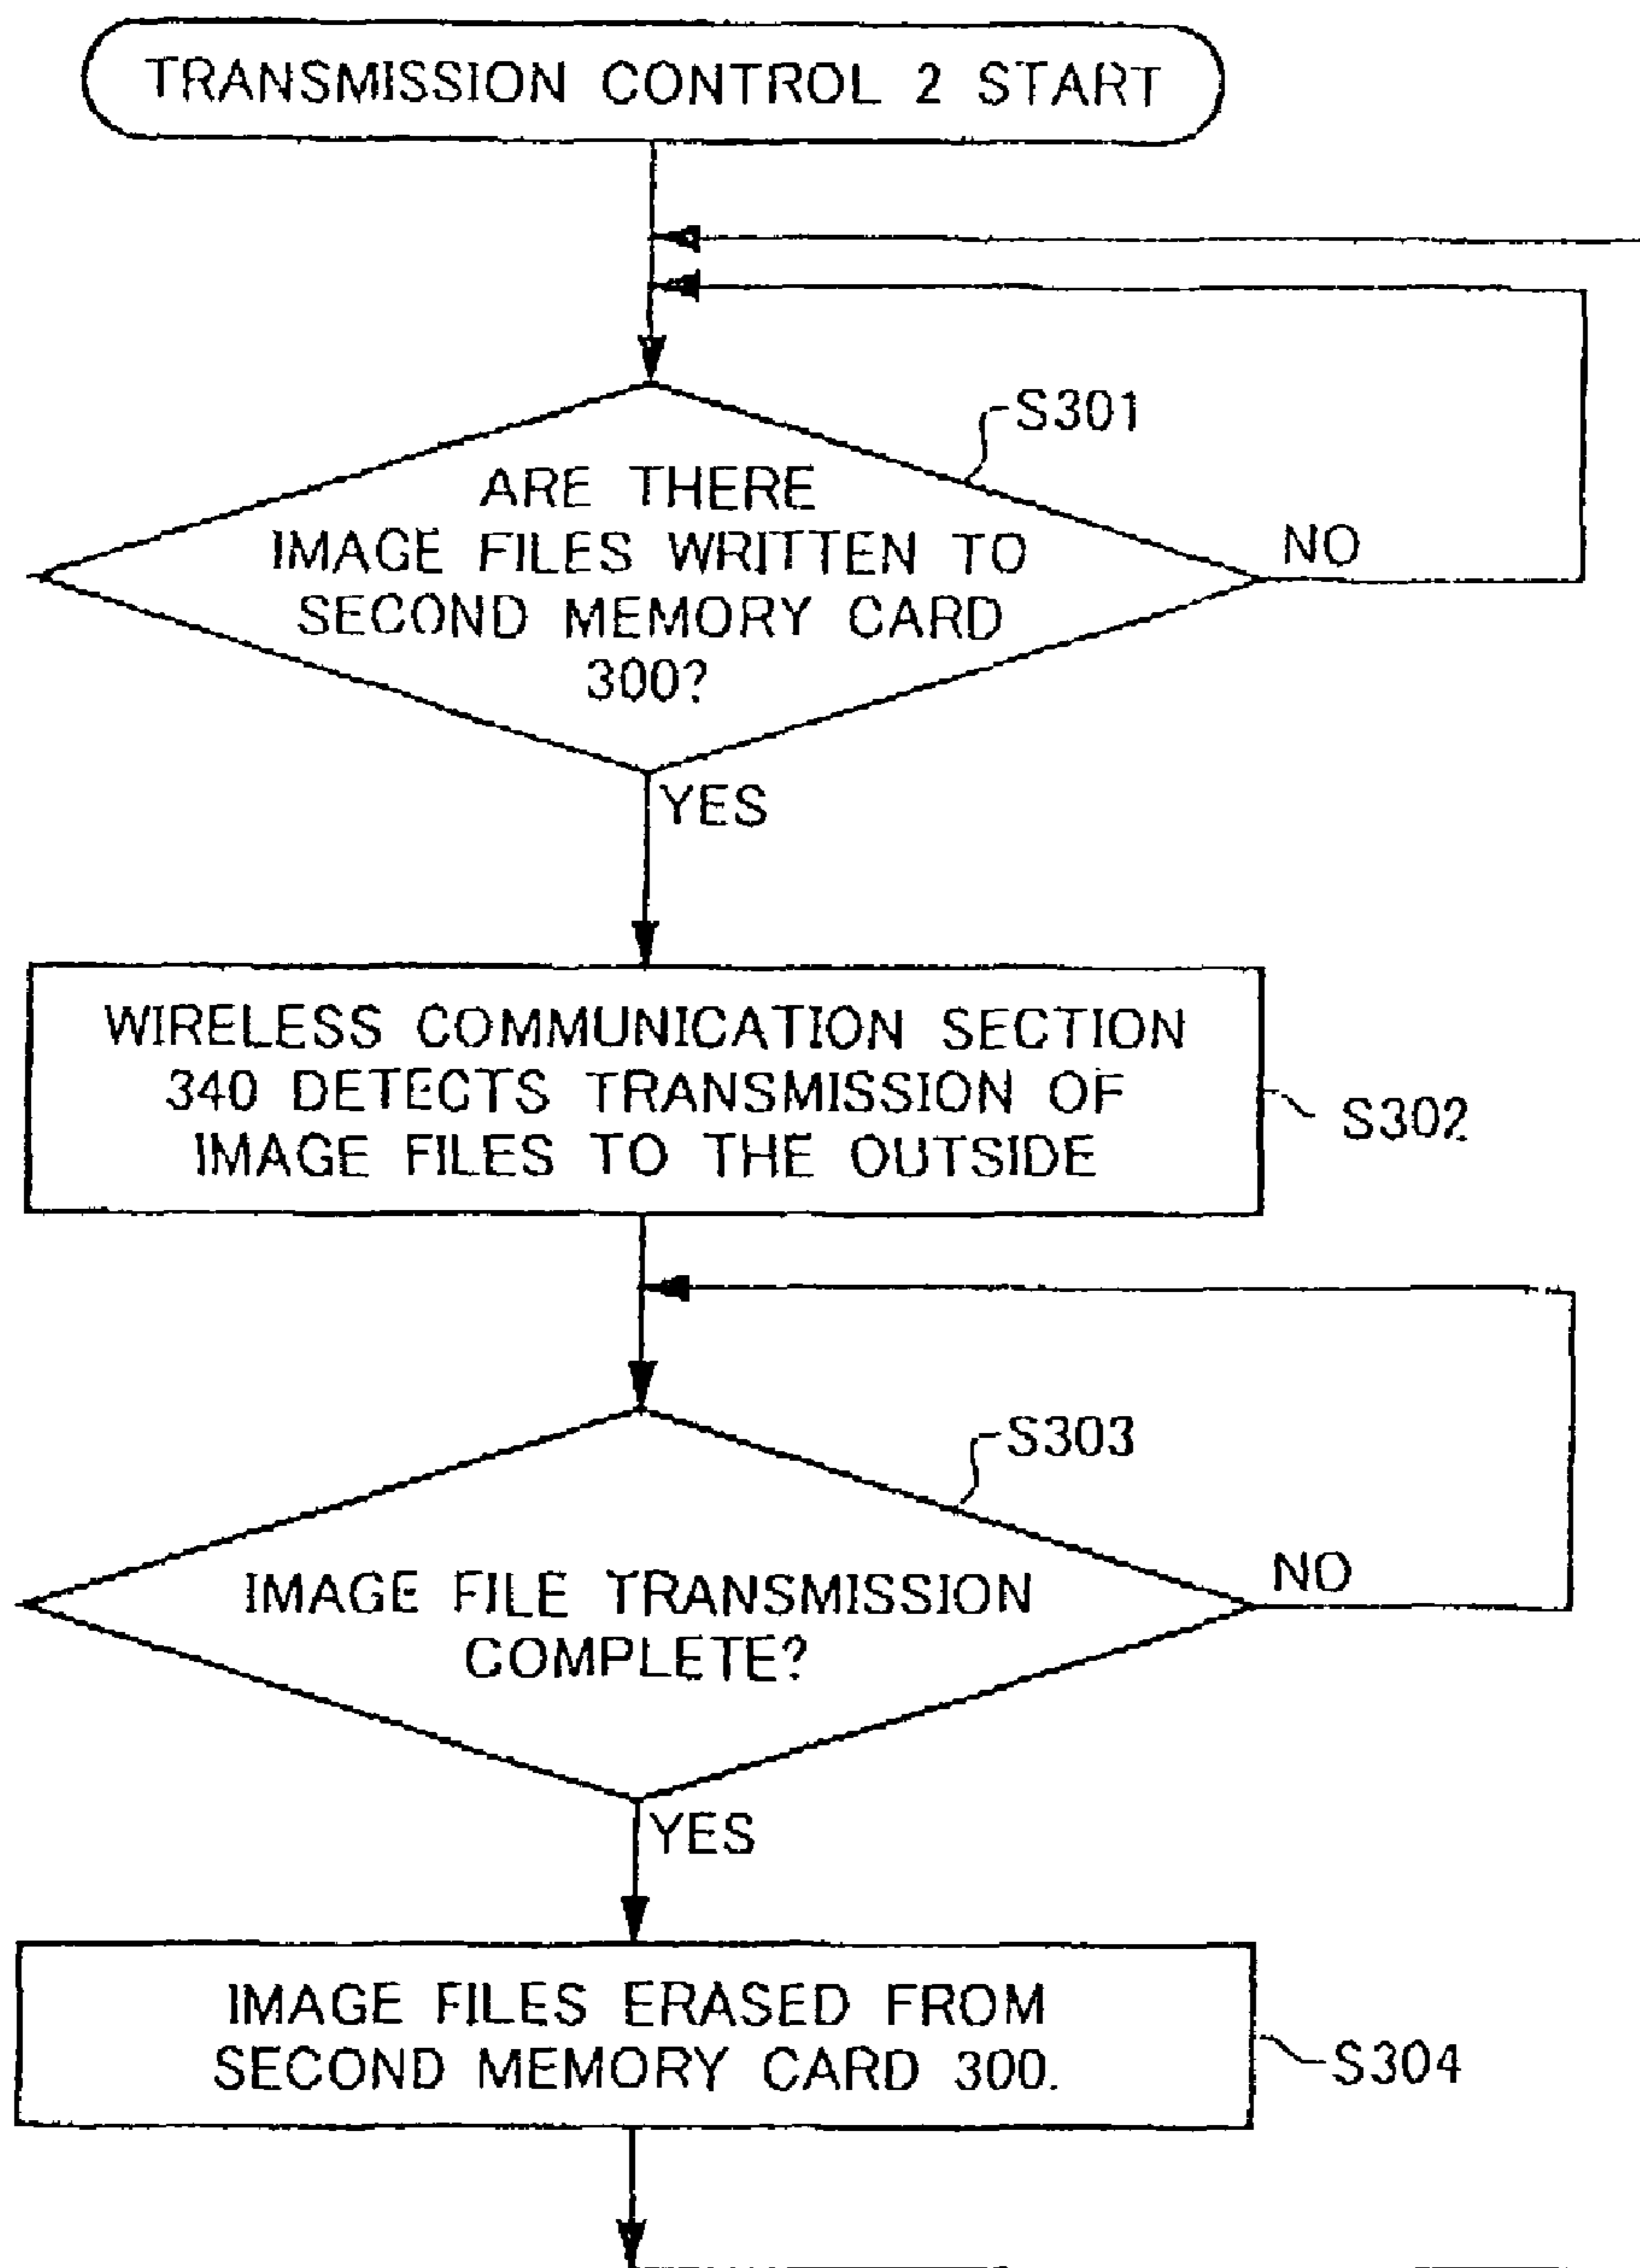 TRANSMISSION CONTROL 2 START
S301
ARE THERE
IMAGE FILES WRITTEN TO
SECOND MEMORY CARD
300?
NO
YES
WIRELESS COMMUNICATION SECTION
340 DETECTS TRANSMISSION OF
IMAGE FILES TO THE OUTSIDE
S302
S303
IMAGE FILE TRANSMISSION
COMPLETE?
NO
YES
IMAGE FILES ERASED FROM
SECOND MEMORY CARD 300.
S304